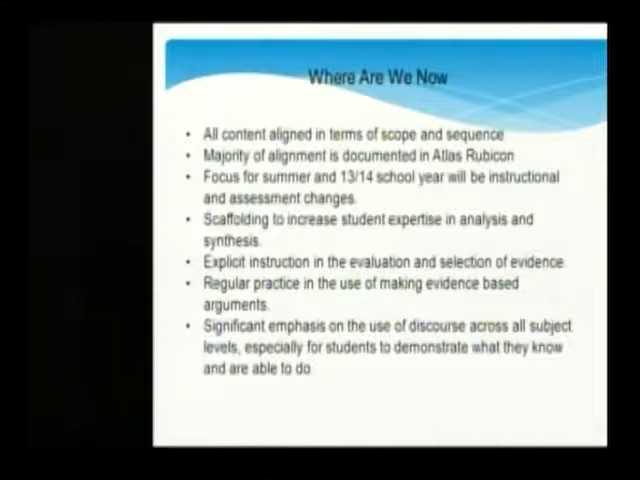 Where Are We Now
• All content aligned in terms of scope and sequence
• Majority of alignment is documented in Atlas Rubicon
• Focus for summer and 13/14 school year will be instructional
and assessment changes.
• Scaffolding to increase student expertise in analysis and
synthesis.
• Explicit instruction in the evaluation and selection of evidence
• Regular practice in the use of making evidence based
arguments.
• Significant emphasis on the use of discourse across all subject
levels, especially for students to demonstrate what they know
and are able to do